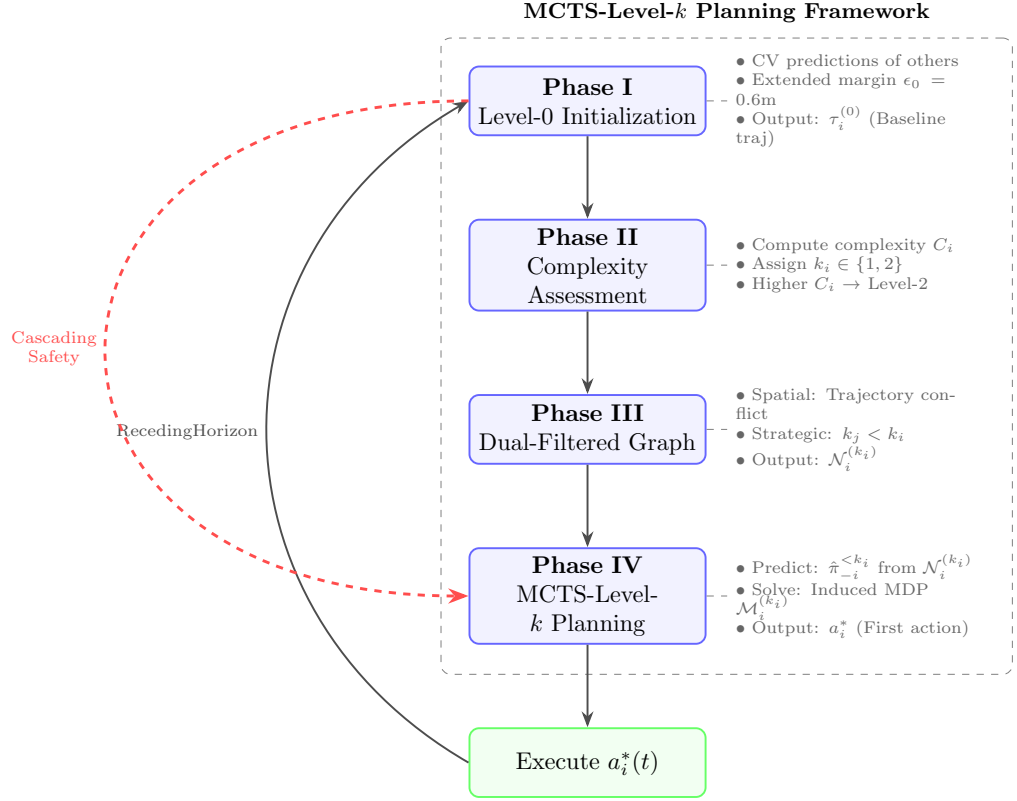 MCTS-Level-k Planning Framework
Phase I
Level-0 Initialization
• CV predictions of others
• Extended margin ϵ₀ =
0.6m
• Output: τᵢ⁽⁰⁾ (Baseline
traj)
Phase II
Complexity
Assessment
• Compute complexity Cᵢ
• Assign kᵢ ∈ {1, 2}
• Higher Cᵢ → Level-2
Cascading
Safety
Phase III
Dual-Filtered Graph
• Spatial: Trajectory con-
flict
• Strategic: kⱼ < kᵢ
• Output: 𝒩ᵢ^(kᵢ)
RecedingHorizon
Phase IV
MCTS-Level-
k Planning
• Predict: π̂₋ᵢ^<kᵢ from 𝒩ᵢ^(kᵢ)
• Solve: Induced MDP
ℳᵢ^(kᵢ)
• Output: aᵢ* (First action)
Execute aᵢ*(t)